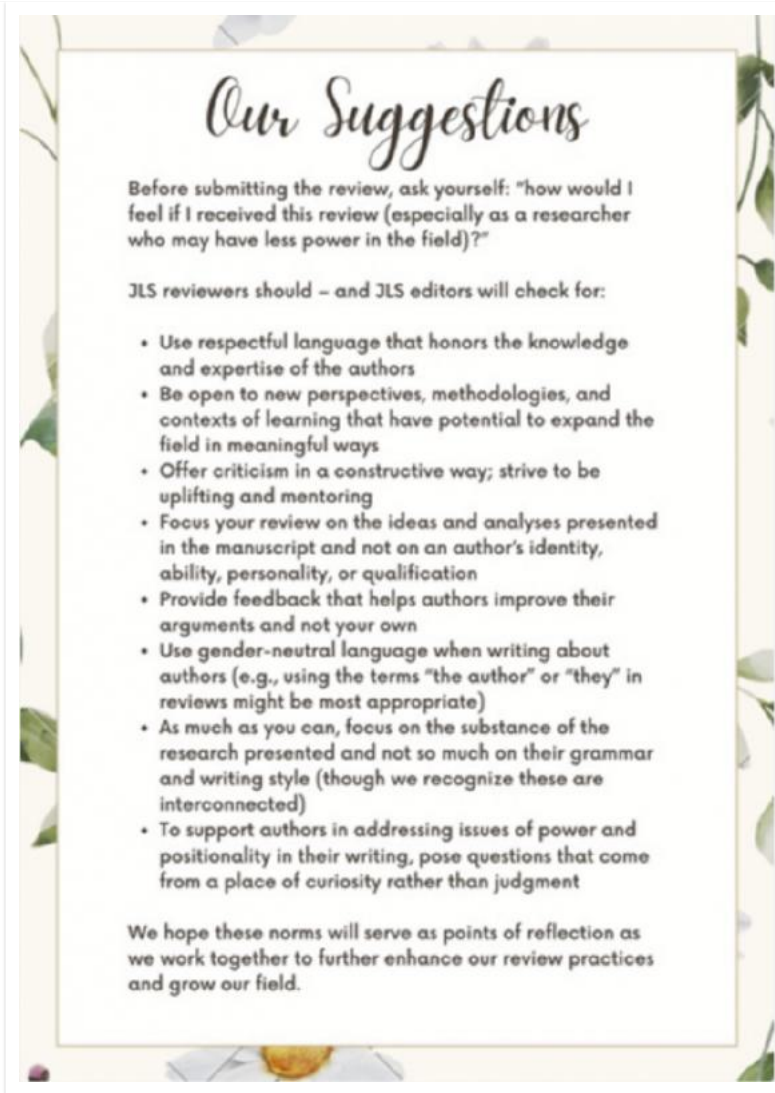 Our Suggestions
Before submitting the review, ask yourself: "how would I
feel if I received this review (especially as a researcher
who may have less power in the field)?"
JLS reviewers should – and JLS editors will check for:
• Use respectful language that honors the knowledge
and expertise of the authors
• Be open to new perspectives, methodologies, and
contexts of learning that have potential to expand the
field in meaningful ways
• Offer criticism in a constructive way; strive to be
uplifting and mentoring
• Focus your review on the ideas and analyses presented
in the manuscript and not on an author's identity,
ability, personality, or qualification
• Provide feedback that helps authors improve their
arguments and not your own
• Use gender-neutral language when writing about
authors (e.g., using the terms "the author" or "they" in
reviews might be most appropriate)
• As much as you can, focus on the substance of the
research presented and not so much on their grammar
and writing style (though we recognize these are
interconnected)
• To support authors in addressing issues of power and
positionality in their writing, pose questions that come
from a place of curiosity rather than judgment
We hope these norms will serve as points of reflection as
we work together to further enhance our review practices
and grow our field.